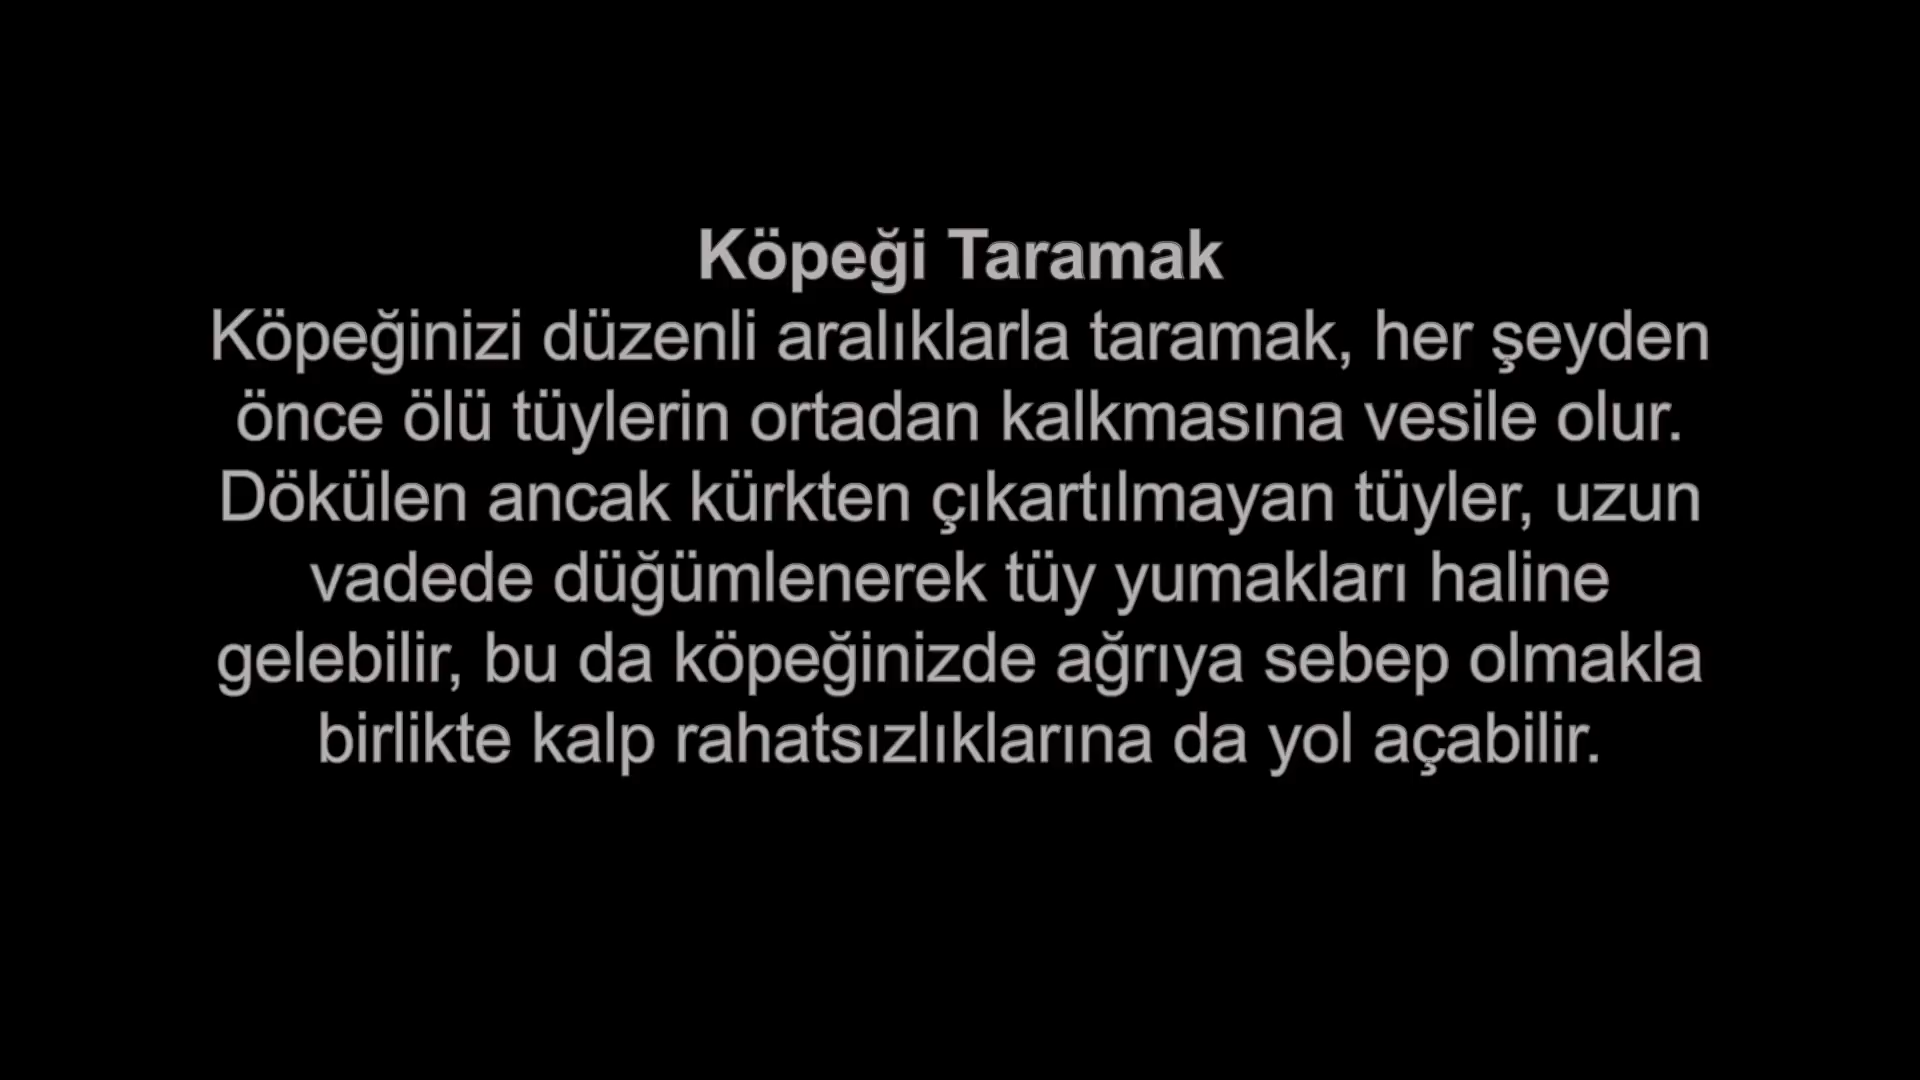 Köpeği Taramak
Köpeğinizi düzenli aralıklarla taramak, her şeyden
önce ölü tüylerin ortadan kalkmasına vesile olur.
Dökülen ancak kürkten çıkartılmayan tüyler, uzun
vadede düğümlenerek tüy yumakları haline
gelebilir, bu da köpeğinizde ağrıya sebep olmakla
birlikte kalp rahatsızlıklarına da yol açabilir.